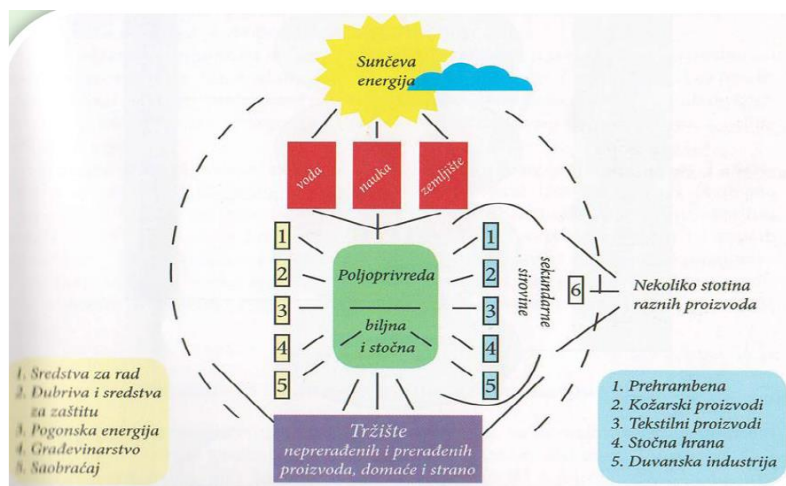 Sunčeva
energija
voda
nauka
zemljište
1
2
3
4
5
Poljoprivreda
biljna
i stočna
1
2
3
4
5
sekundarne
sirovine
6
Nekoliko stotina
raznih proizvoda
1. Sredstva za rad
2. Đubriva i sredstva
za zaštitu
3. Pogonska energija
4. Građevinarstvo
5. Saobraćaj
Tržište
neprerađenih i prerađenih
proizvoda, domaće i strano
1. Prehrambena
2. Kožarski proizvodi
3. Tekstilni proizvodi
4. Stočna hrana
5. Duvanska industrija